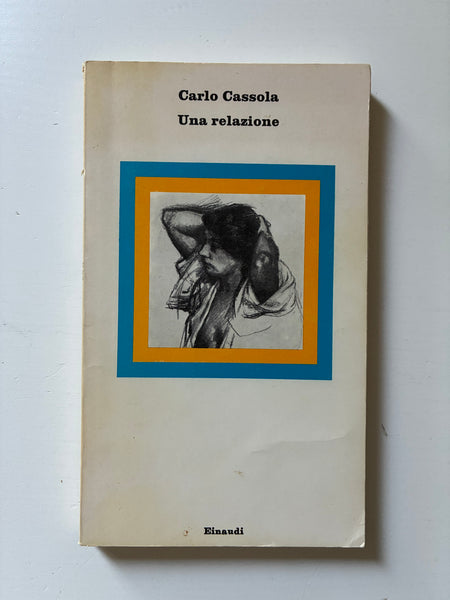 Carlo Cassola
Una relazione
Einaudi